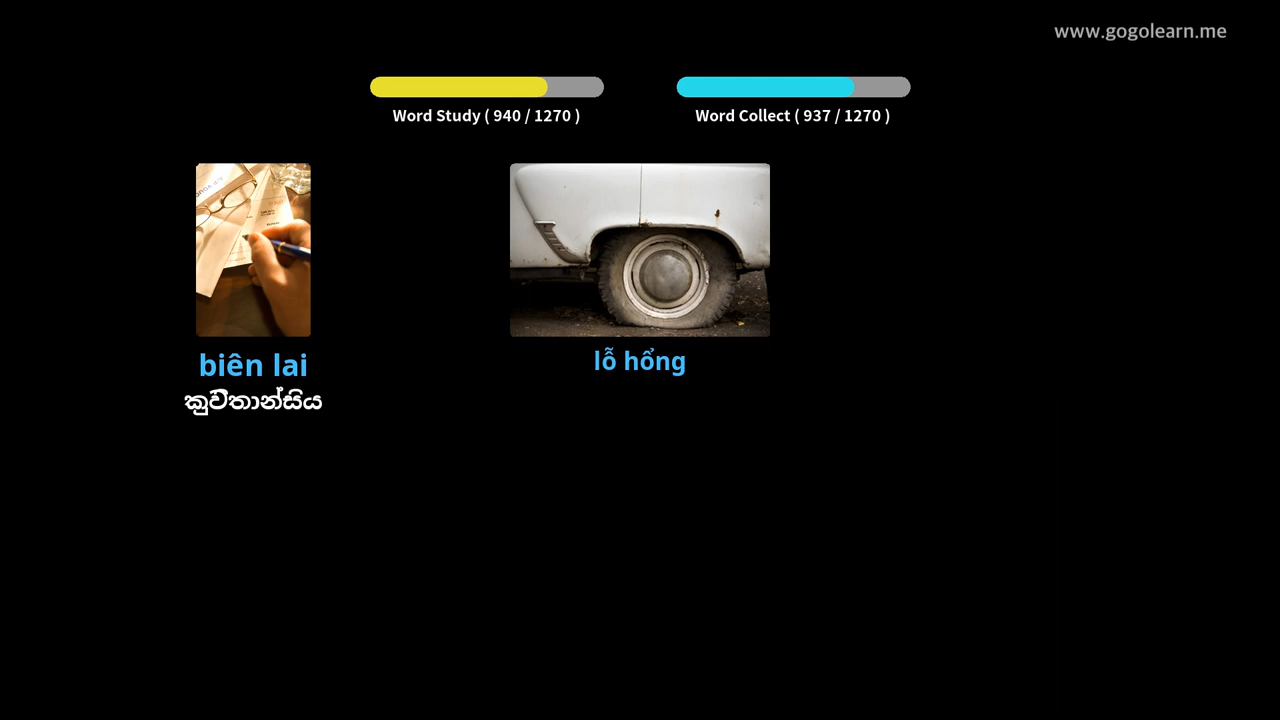 www.gogolearn.me
Word Study ( 940 / 1270 )
Word Collect ( 937 / 1270 )
biên lai
කුවිතාන්සිය
lỗ hổng